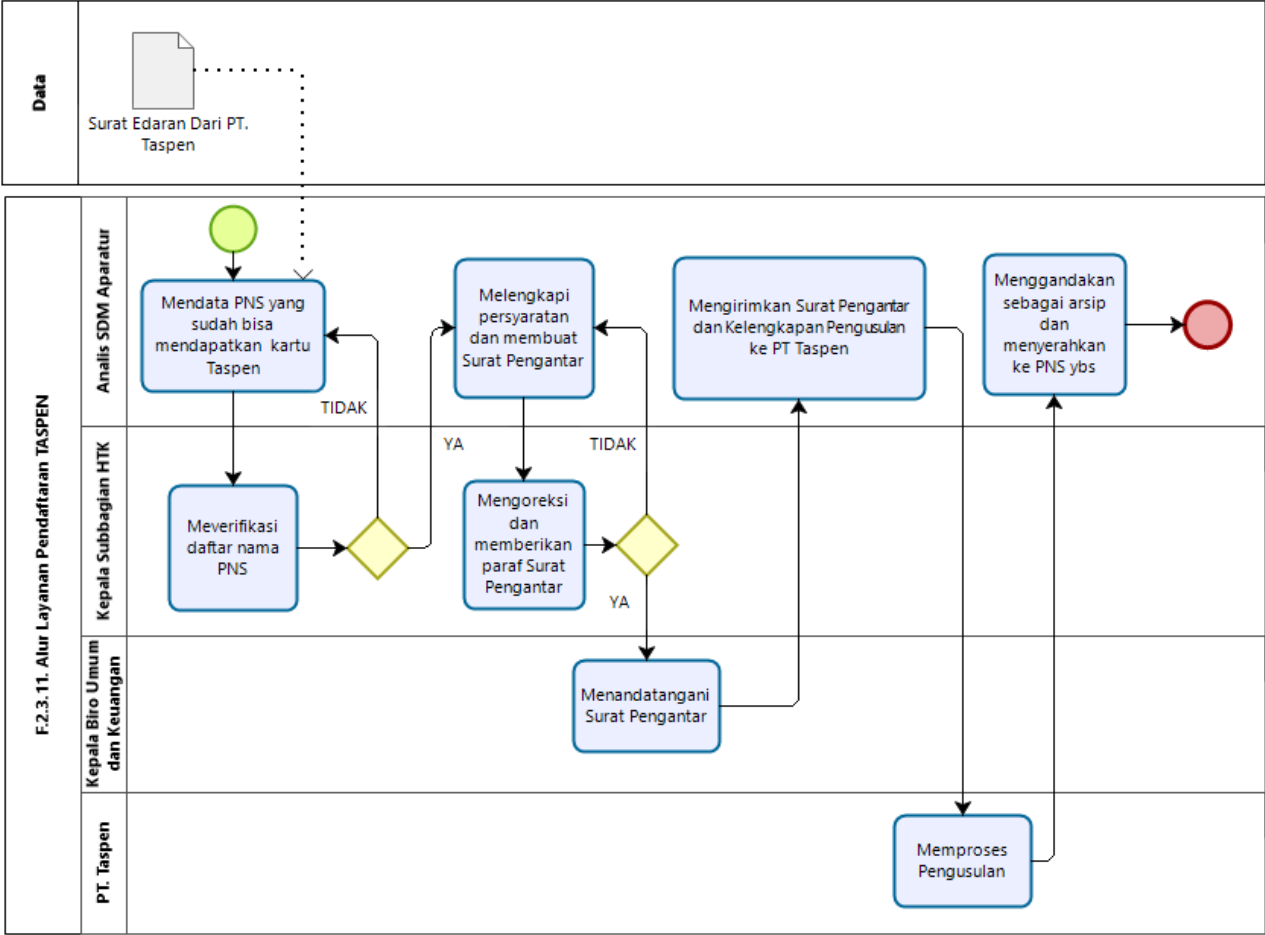 Data
Surat Edaran Dari PT.
Taspen
F.2.3.11. Alur Layanan Pendaftaran TASPEN
Analis SDM Aparatur
Mendata PNS yang
sudah bisa
mendapatkan kartu
Taspen
TIDAK
Melengkapi
persyaratan
dan membuat
Surat Pengantar
Mengirimkan Surat Pengantar
dan Kelengkapan Pengusulan
ke PT Taspen
Menggandakan
sebagai arsip
dan
menyerahkan
ke PNS ybs
Kepala Subbagian HTK
Meverifikasi
daftar nama
PNS
YA
TIDAK
Mengoreksi
dan
memberikan
paraf Surat
Pengantar
YA
Kepala Biro Umum
dan Keuangan
Menandatangani
Surat Pengantar
PT. Taspen
Memproses
Pengusulan